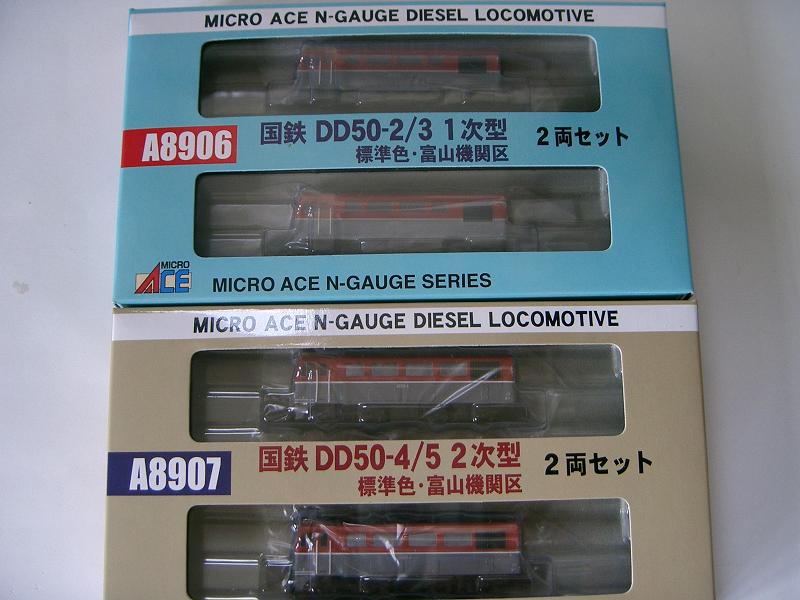 MICRO ACE N-GAUGE DIESEL LOCOMOTIVE
A8906
国鉄 DD50-2/3 1次型
標準色・富山機関区
2両セット
MICRO ACE
MICRO ACE N-GAUGE SERIES
MICRO ACE N-GAUGE DIESEL LOCOMOTIVE
A8907
国鉄 DD50-4/5 2次型
標準色・富山機関区
2両セット